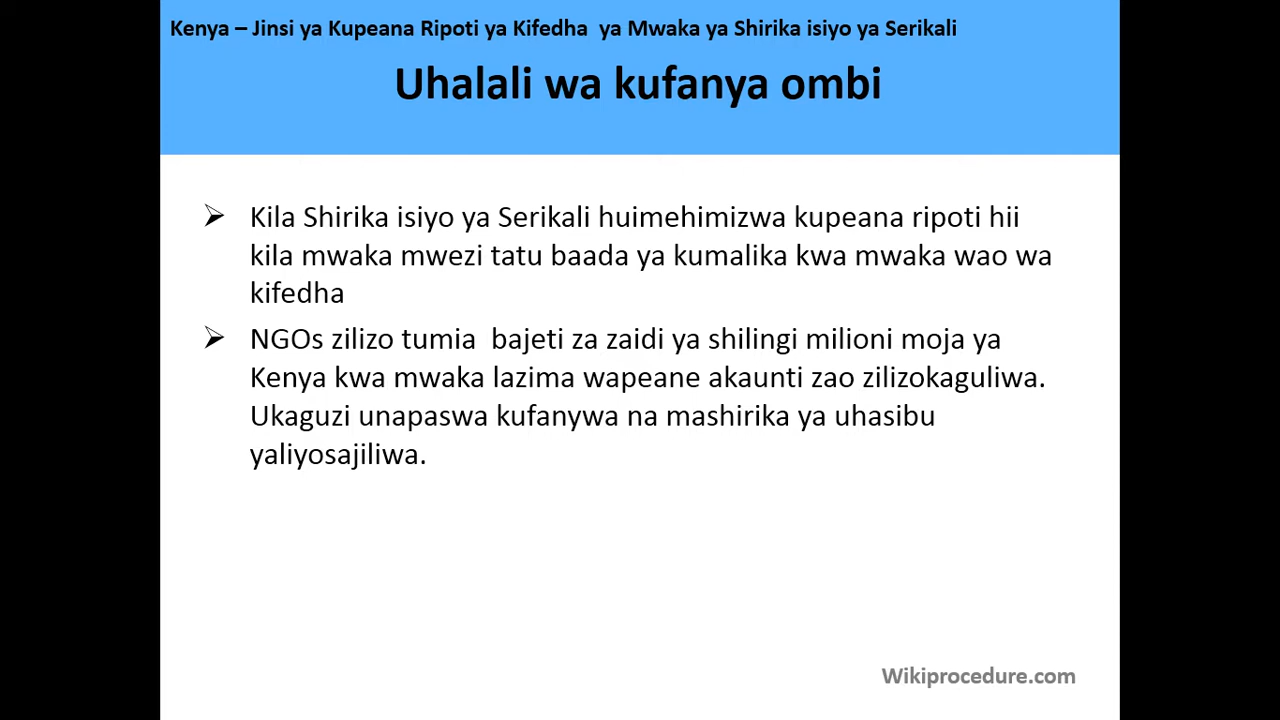 Kenya – Jinsi ya Kupeana Ripoti ya Kifedha  ya Mwaka ya Shirika isiyo ya Serikali
Uhalali wa kufanya ombi
➢ Kila Shirika isiyo ya Serikali huimehimizwa kupeana ripoti hii
kila mwaka mwezi tatu baada ya kumalika kwa mwaka wao wa
kifedha
➢ NGOs zilizo tumia  bajeti za zaidi ya shilingi milioni moja ya
Kenya kwa mwaka lazima wapeane akaunti zao zilizokaguliwa.
Ukaguzi unapaswa kufanywa na mashirika ya uhasibu
yaliyosajiliwa.
Wikiprocedure.com